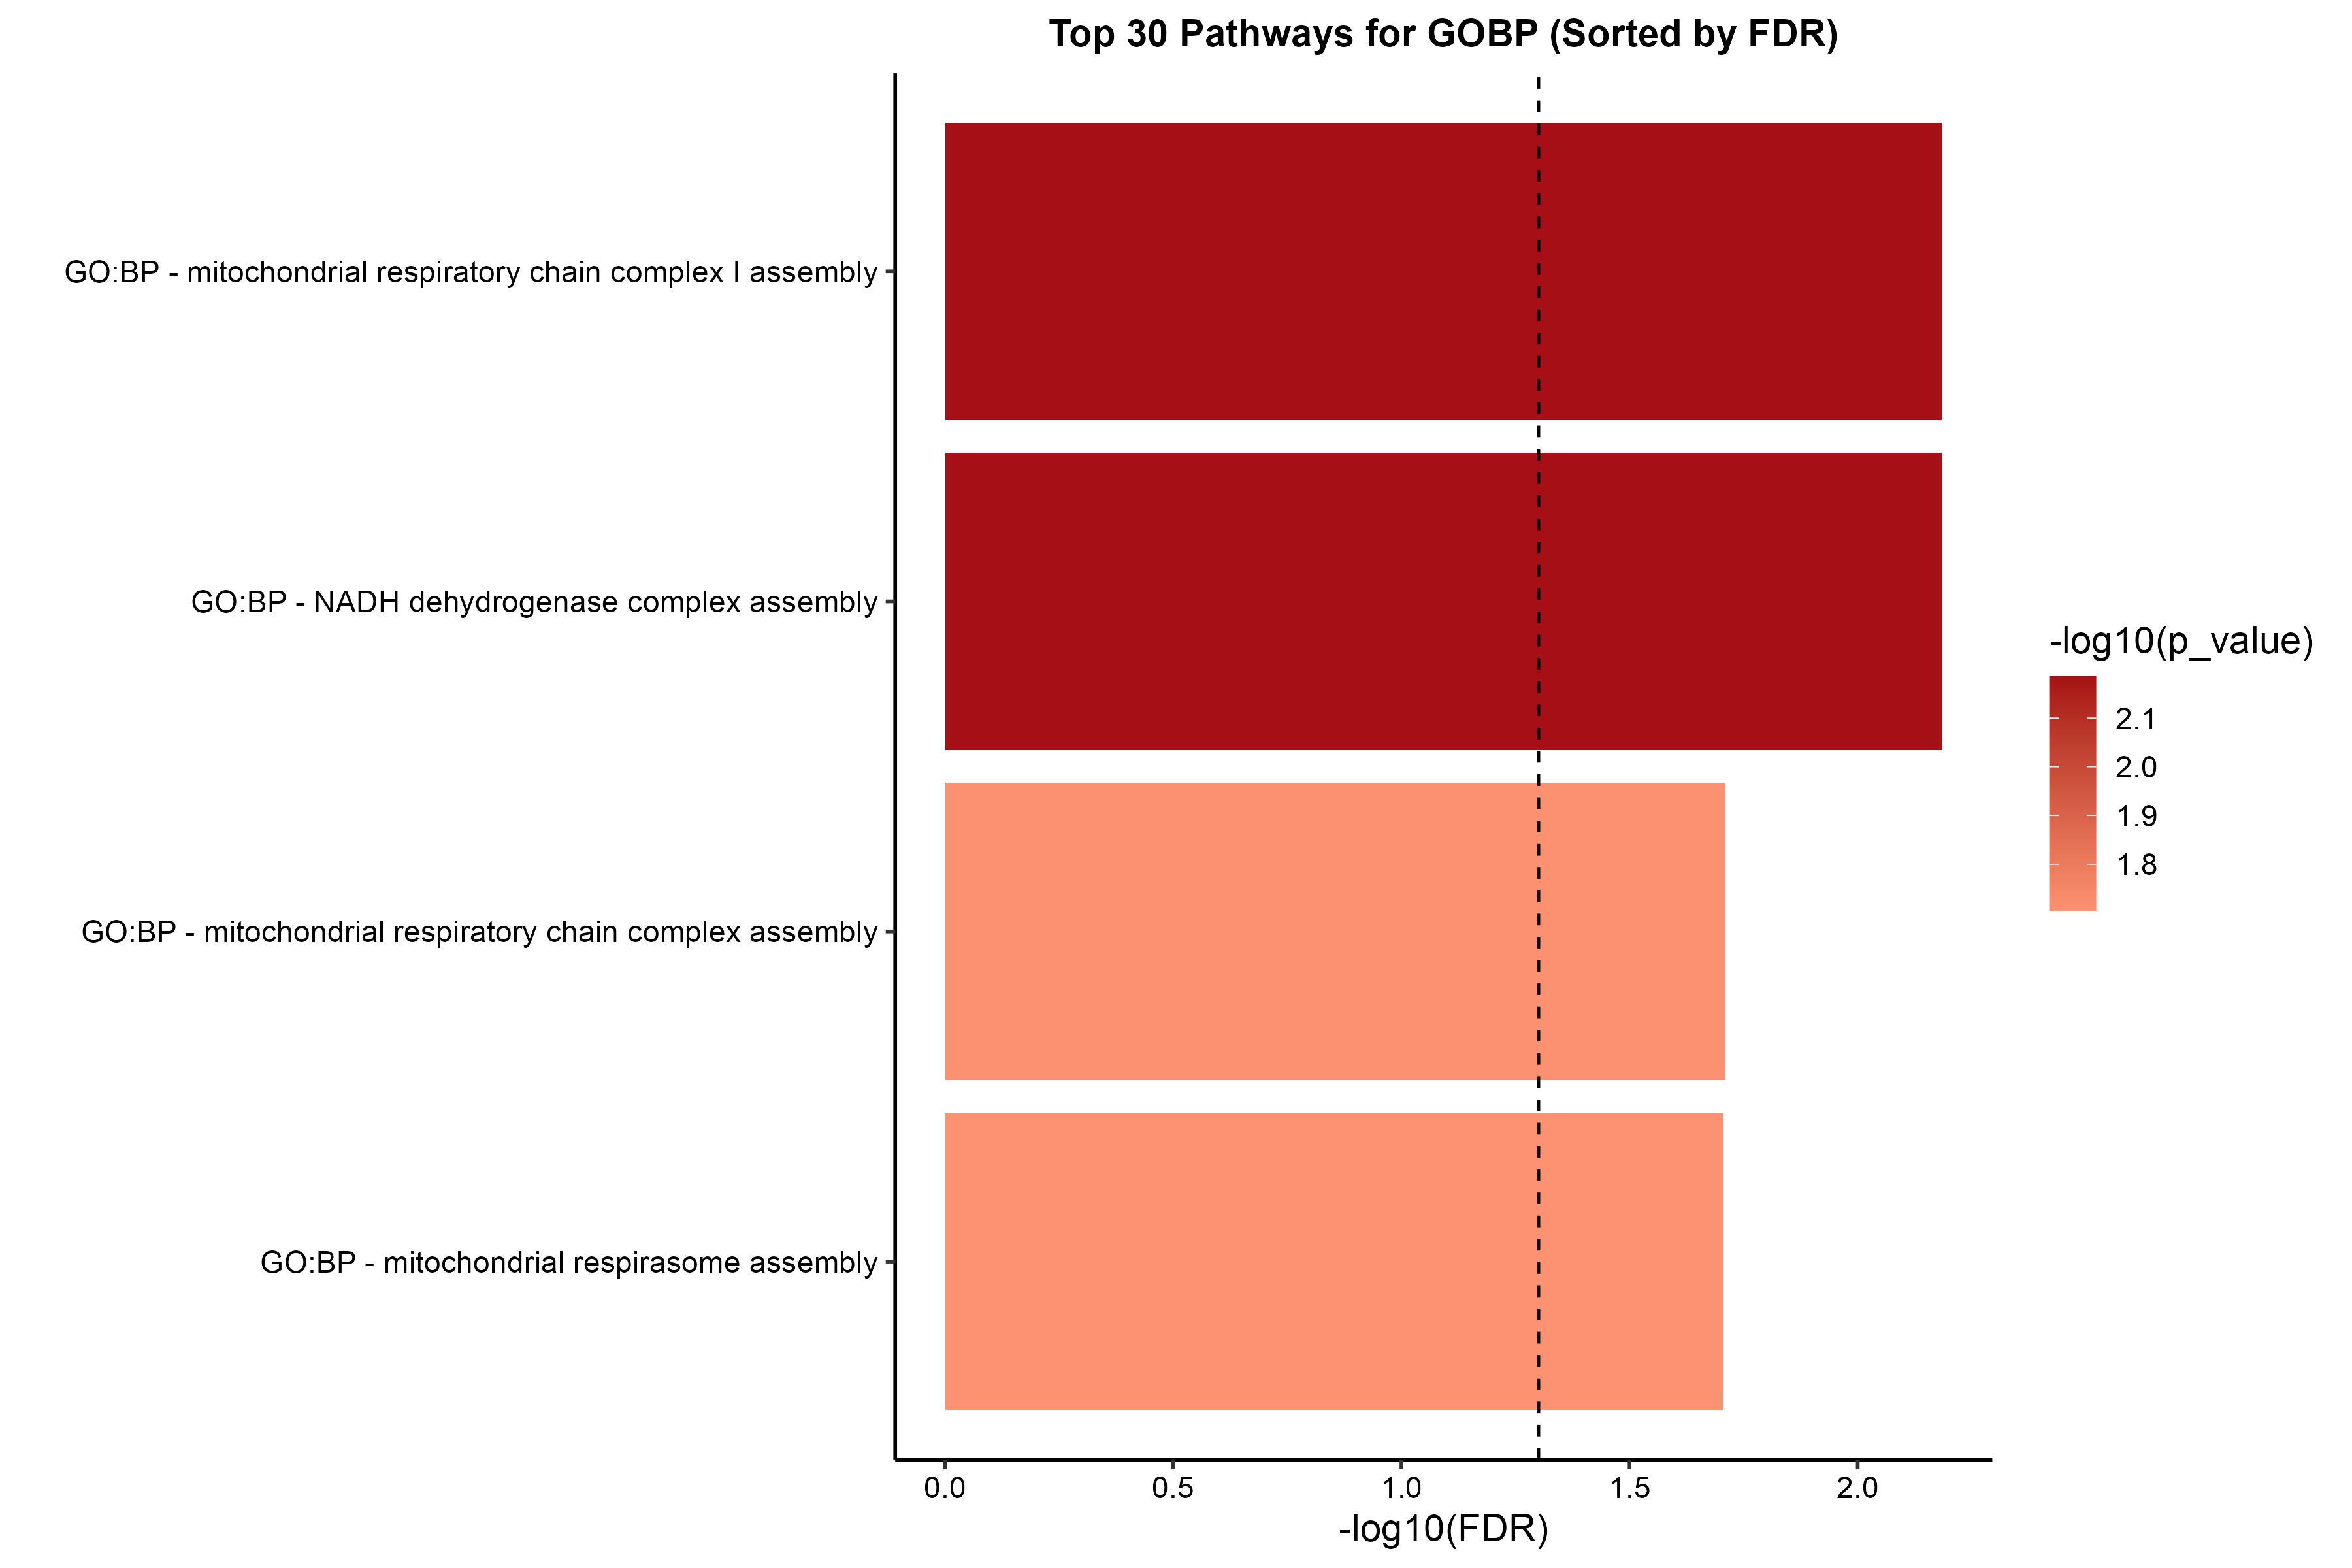 Top 30 Pathways for GOBP (Sorted by FDR)
GO:BP - mitochondrial respiratory chain complex I assembly
GO:BP - NADH dehydrogenase complex assembly
GO:BP - mitochondrial respiratory chain complex assembly
GO:BP - mitochondrial respirasome assembly
0.0 0.5 1.0 1.5 2.0
-log10(FDR)
-log10(p_value)
2.1
2.0
1.9
1.8